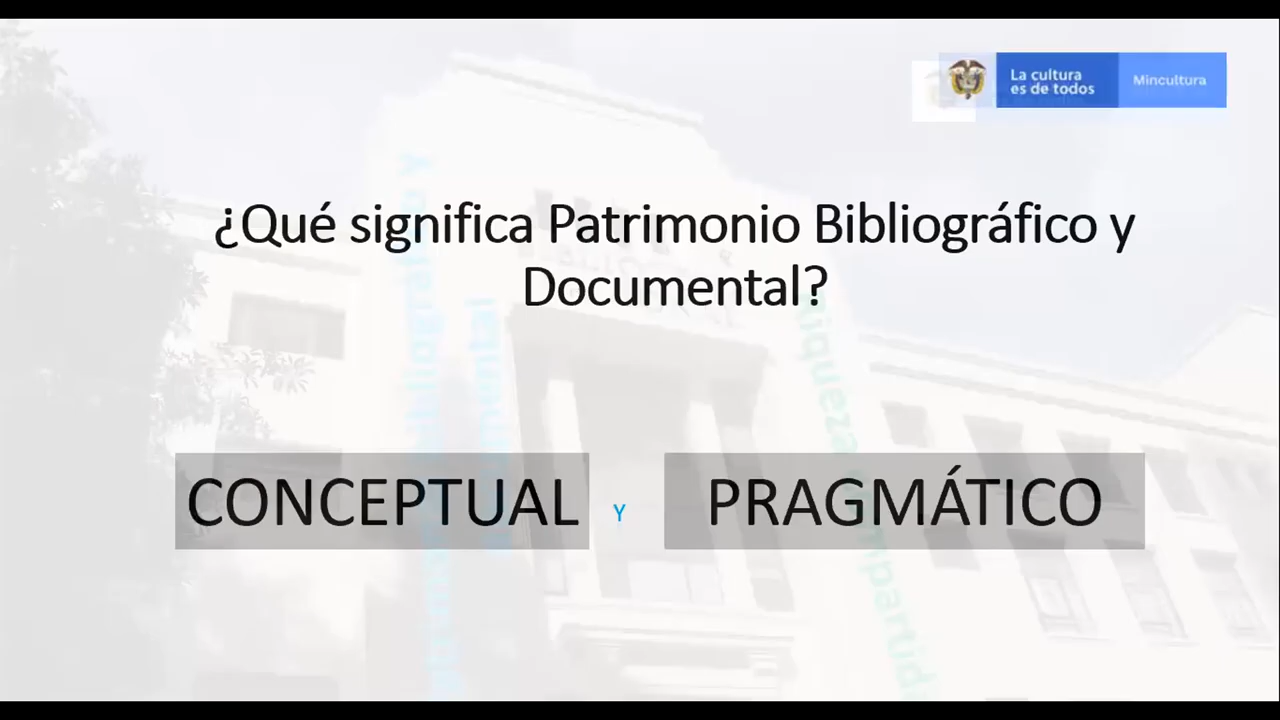 La cultura
es de todos
Mincultura
¿Qué significa Patrimonio Bibliográfico y
Documental?
CONCEPTUAL Y PRAGMÁTICO